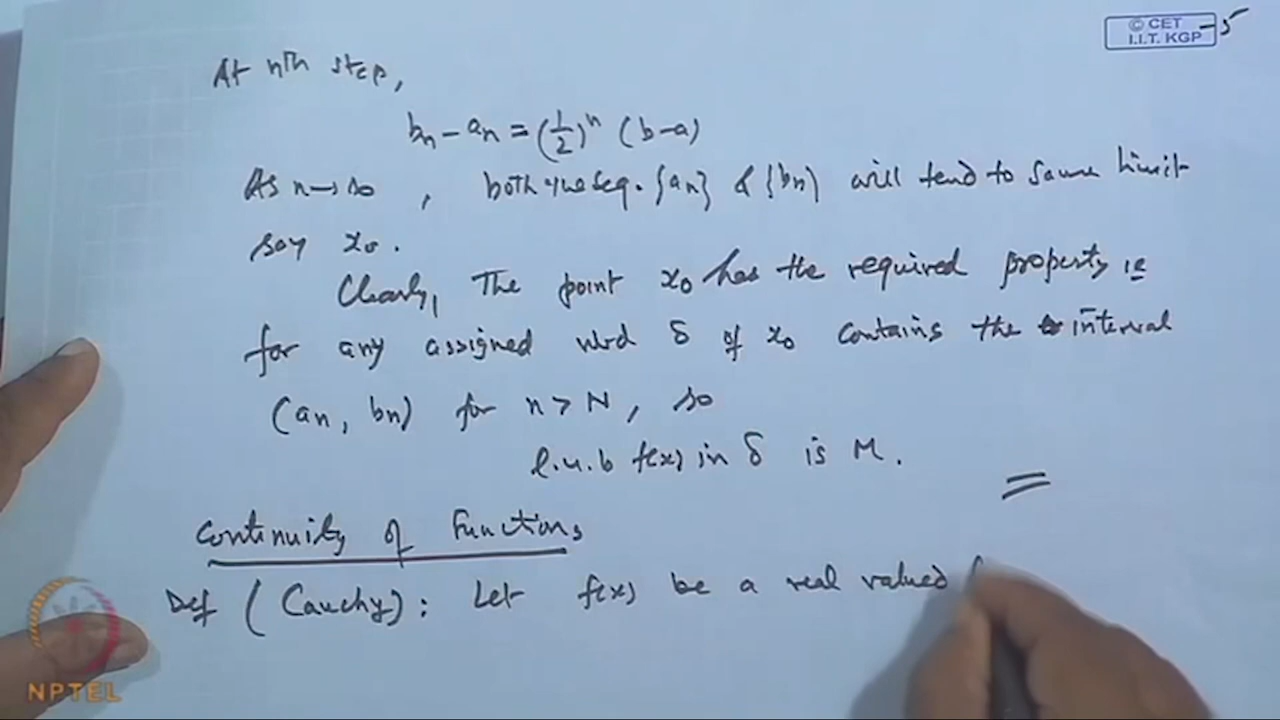 © CET
I.I.T. KGP
-5
At nth step,
bn - an = (1/2)^n (b-a)
As n→∞, both the seq. {an} & {bn} will tend to same limit
say x0.
Clearly, The point x0 has the required property ie
for any assigned nbd δ of x0 contains the interval
(an, bn) for n > N, so
l.u.b f(x) in δ is M.
Continuity of Functions
Def (Cauchy): Let f(x) be a real valued
NPTEL